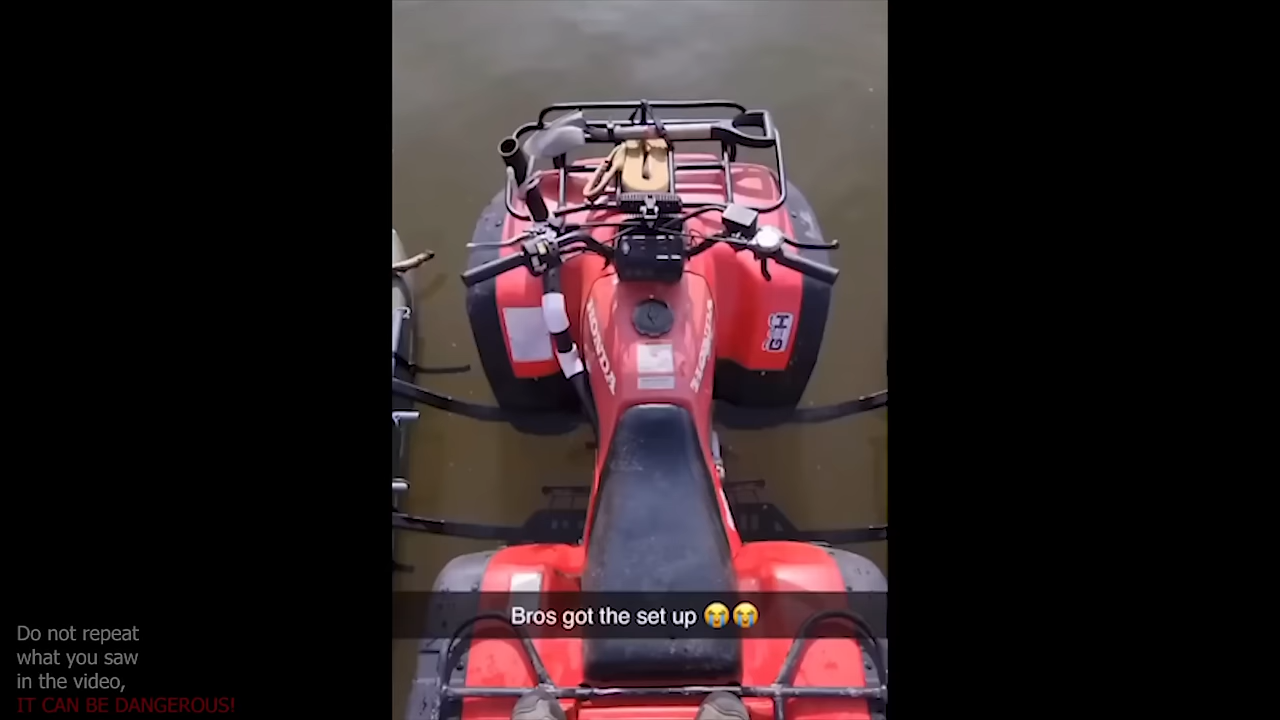 HONDA
HONDA
Bros got the set up 😭😭
Do not repeat
what you saw
in the video,
IT CAN BE DANGEROUS!